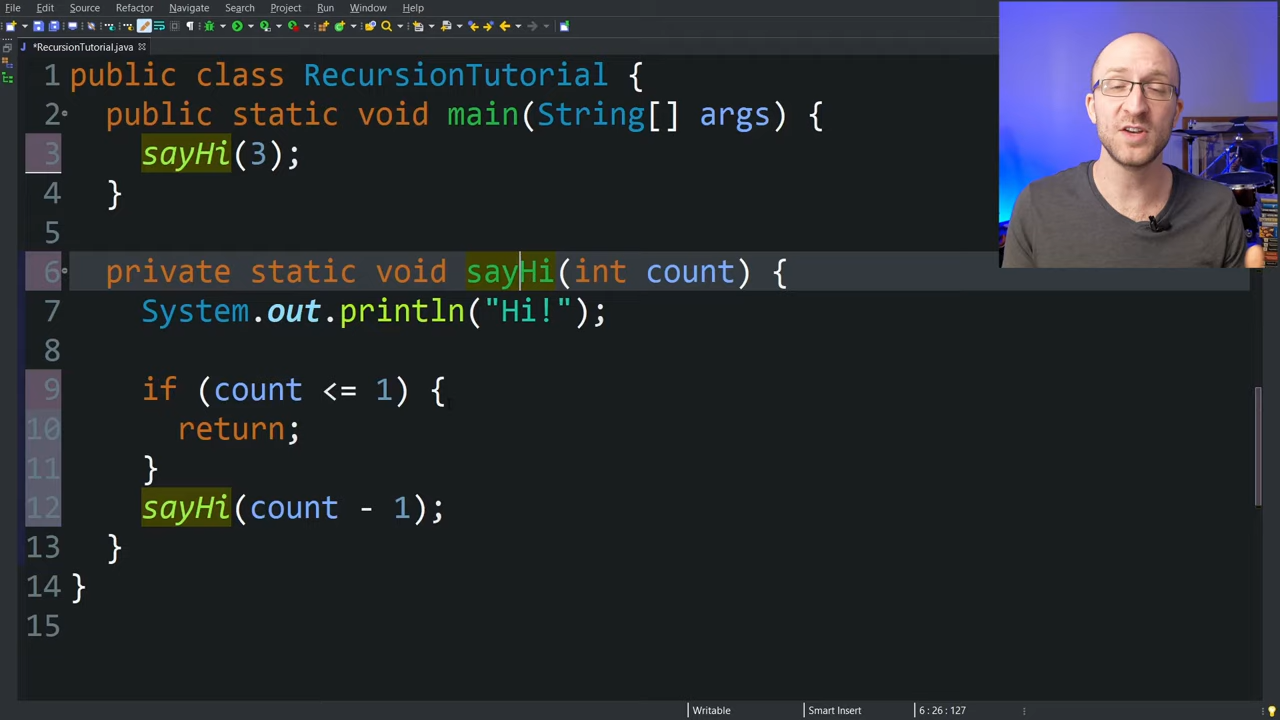 File Edit Source Refactor Navigate Search Project Run Window Help
*RecursionTutorial.java
1 public class RecursionTutorial {
2 public static void main(String[] args) {
3 sayHi(3);
4 }
5
6 private static void sayHi(int count) {
7 System.out.println("Hi!");
8
9 if (count <= 1) {
10 return;
11 }
12 sayHi(count - 1);
13 }
14 }
15
Writable Smart Insert 6 : 26 : 127